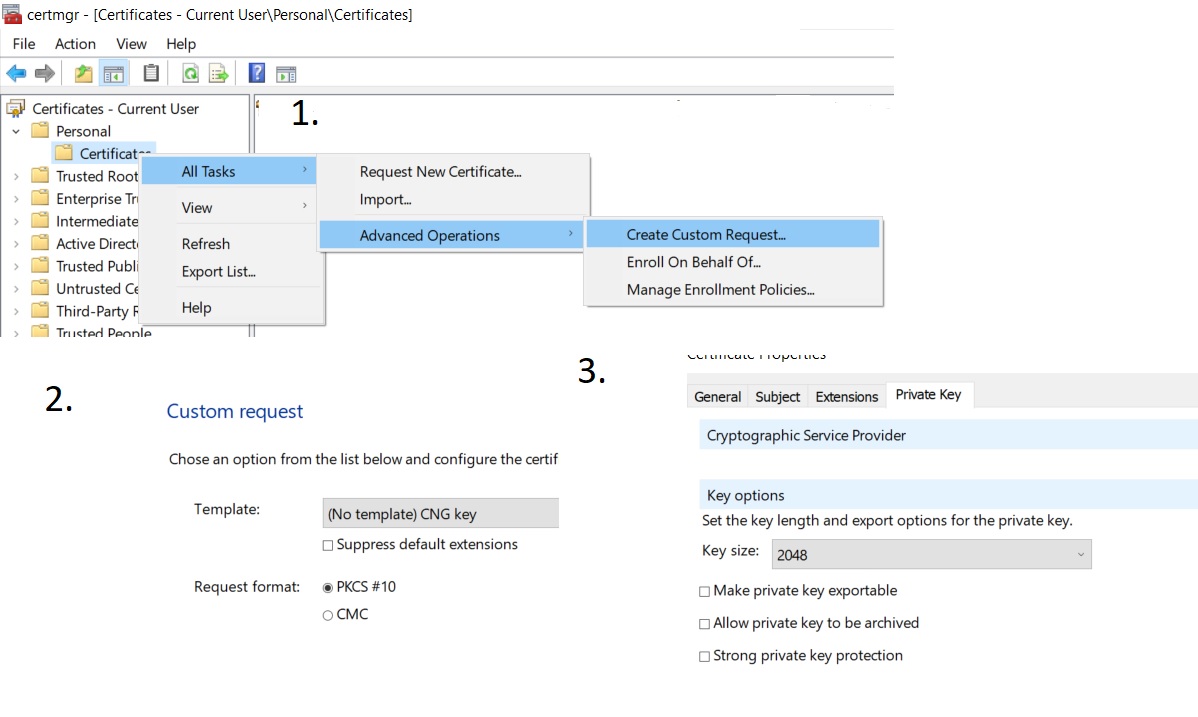 certmgr - [Certificates - Current User\Personal\Certificates]
File Action View Help
1.
Certificates - Current User
Personal
Certificates
Trusted Root
Enterprise Tr
Intermediate
Active Direct
Trusted Publi
Untrusted Ce
Third-Party R
Trusted People
All Tasks
View
Refresh
Export List...
Help
Request New Certificate...
Import...
Advanced Operations
Create Custom Request...
Enroll On Behalf Of...
Manage Enrollment Policies...
2.
Custom request
Chose an option from the list below and configure the certif
Template:
(No template) CNG key
Suppress default extensions
Request format:
PKCS #10
CMC
3.
Certificate Properties
General Subject Extensions Private Key
Cryptographic Service Provider
Key options
Set the key length and export options for the private key.
Key size: 2048
Make private key exportable
Allow private key to be archived
Strong private key protection